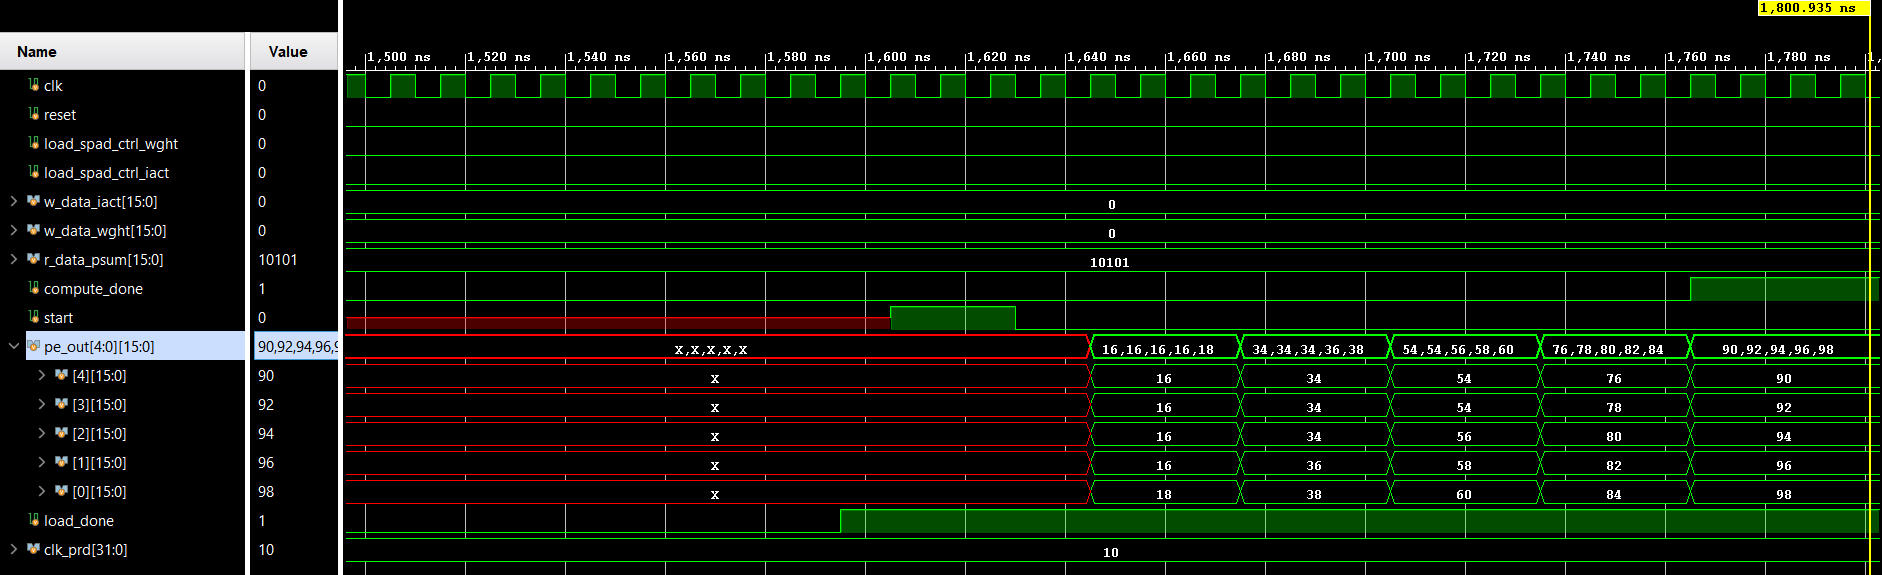 1,800.935 ns
Name Value
1,500 ns 1,520 ns 1,540 ns 1,560 ns 1,580 ns 1,600 ns 1,620 ns 1,640 ns 1,660 ns 1,680 ns 1,700 ns 1,720 ns 1,740 ns 1,760 ns 1,780 ns
clk 0
reset 0
load_spad_ctrl_wght 0
load_spad_ctrl_iact 0
w_data_iact[15:0] 0 0
w_data_wght[15:0] 0 0
r_data_psum[15:0] 10101 10101
compute_done 1
start 0
pe_out[4:0][15:0] 90,92,94,96,9 X,X,X,X,X 16,16,16,16,18 34,34,34,36,38 54,54,56,58,60 76,78,80,82,84 90,92,94,96,98
[4][15:0] 90 X 16 34 54 76 90
[3][15:0] 92 X 16 34 54 78 92
[2][15:0] 94 X 16 34 56 80 94
[1][15:0] 96 X 16 36 58 82 96
[0][15:0] 98 X 18 38 60 84 98
load_done 1
clk_prd[31:0] 10 10